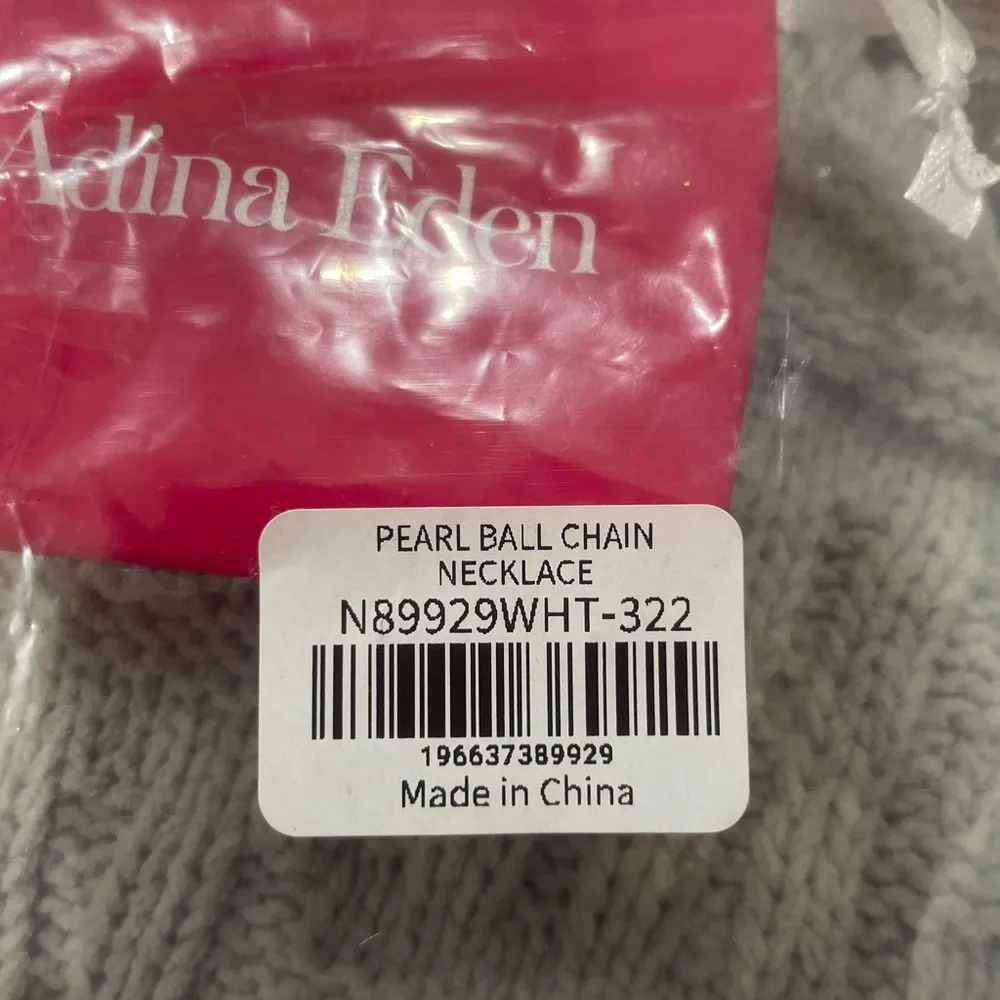 Adina Eden
PEARL BALL CHAIN
NECKLACE
N89929WHT-322
196637389929
Made in China